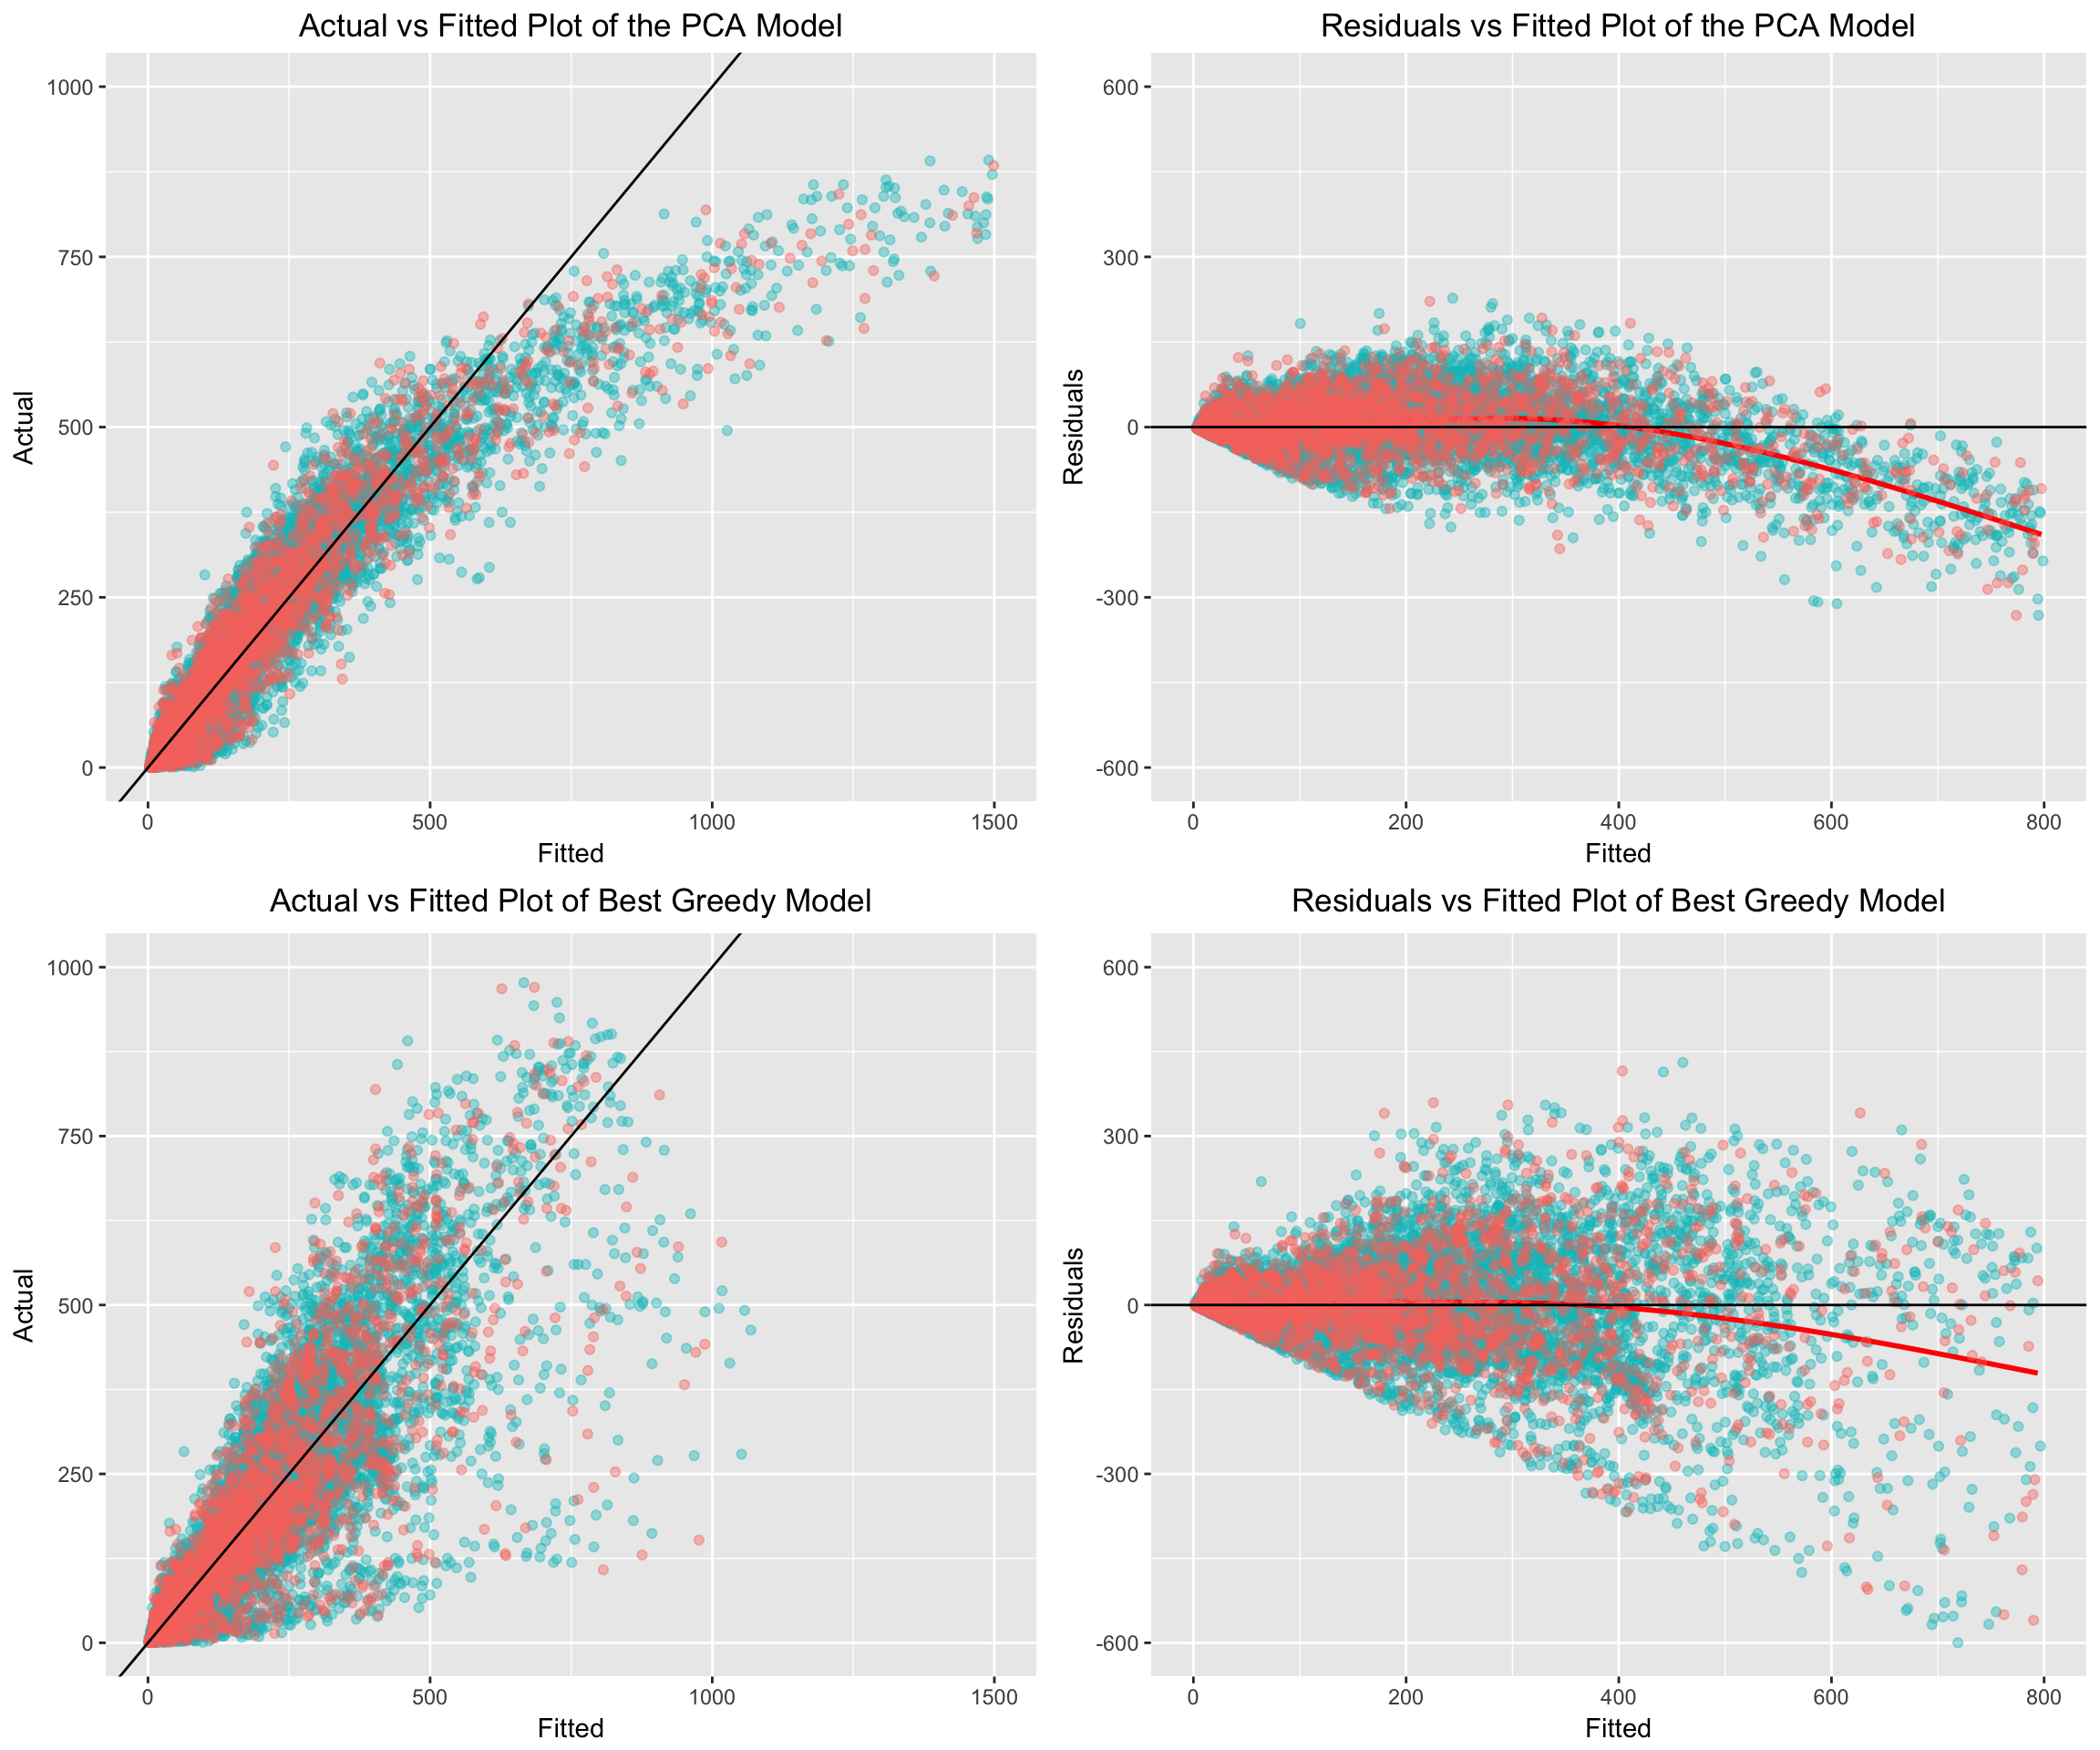 Actual vs Fitted Plot of the PCA Model
1000
750
500
250
0
Actual
0 500 1000 1500
Fitted
Residuals vs Fitted Plot of the PCA Model
600
300
0
-300
-600
Residuals
0 200 400 600 800
Fitted
Actual vs Fitted Plot of Best Greedy Model
1000
750
500
250
0
Actual
0 500 1000 1500
Fitted
Residuals vs Fitted Plot of Best Greedy Model
600
300
0
-300
-600
Residuals
0 200 400 600 800
Fitted